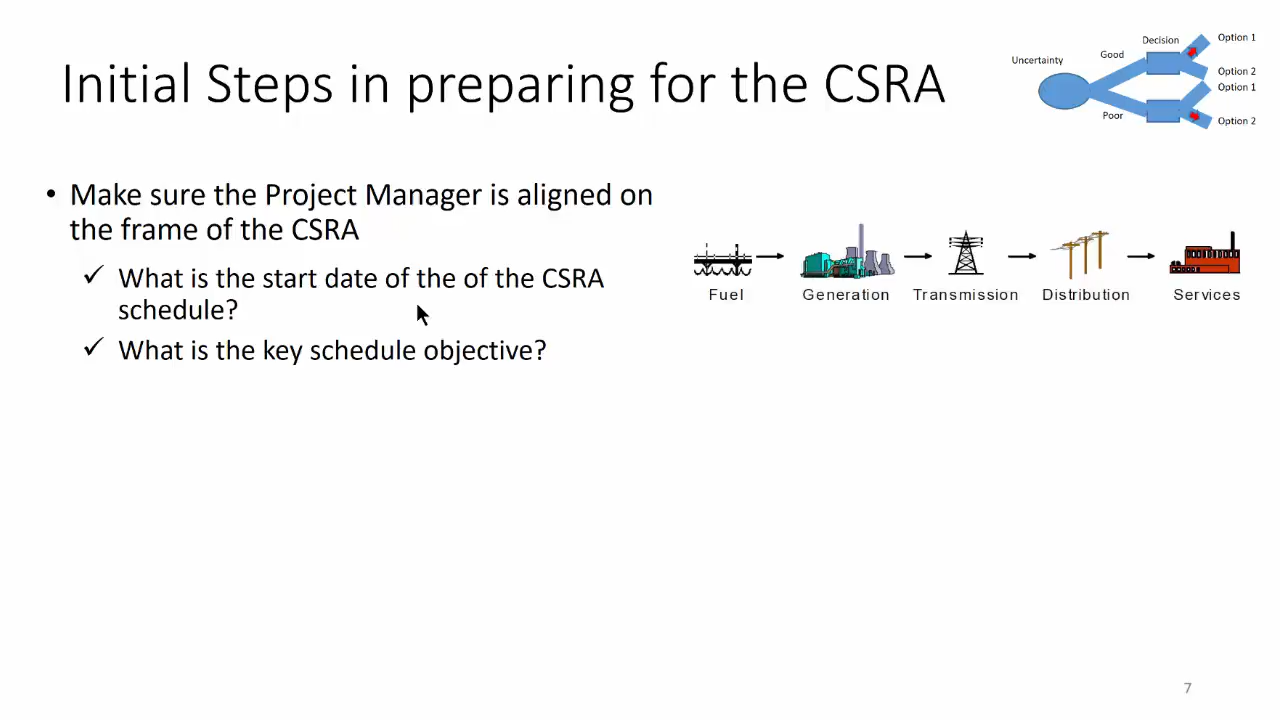 Initial Steps in preparing for the CSRA
Uncertainty
Good
Poor
Decision
Option 1
Option 2
Option 1
Option 2
• Make sure the Project Manager is aligned on
the frame of the CSRA
✓ What is the start date of the of the CSRA
schedule?
✓ What is the key schedule objective?
Fuel
Generation
Transmission
Distribution
Services
7